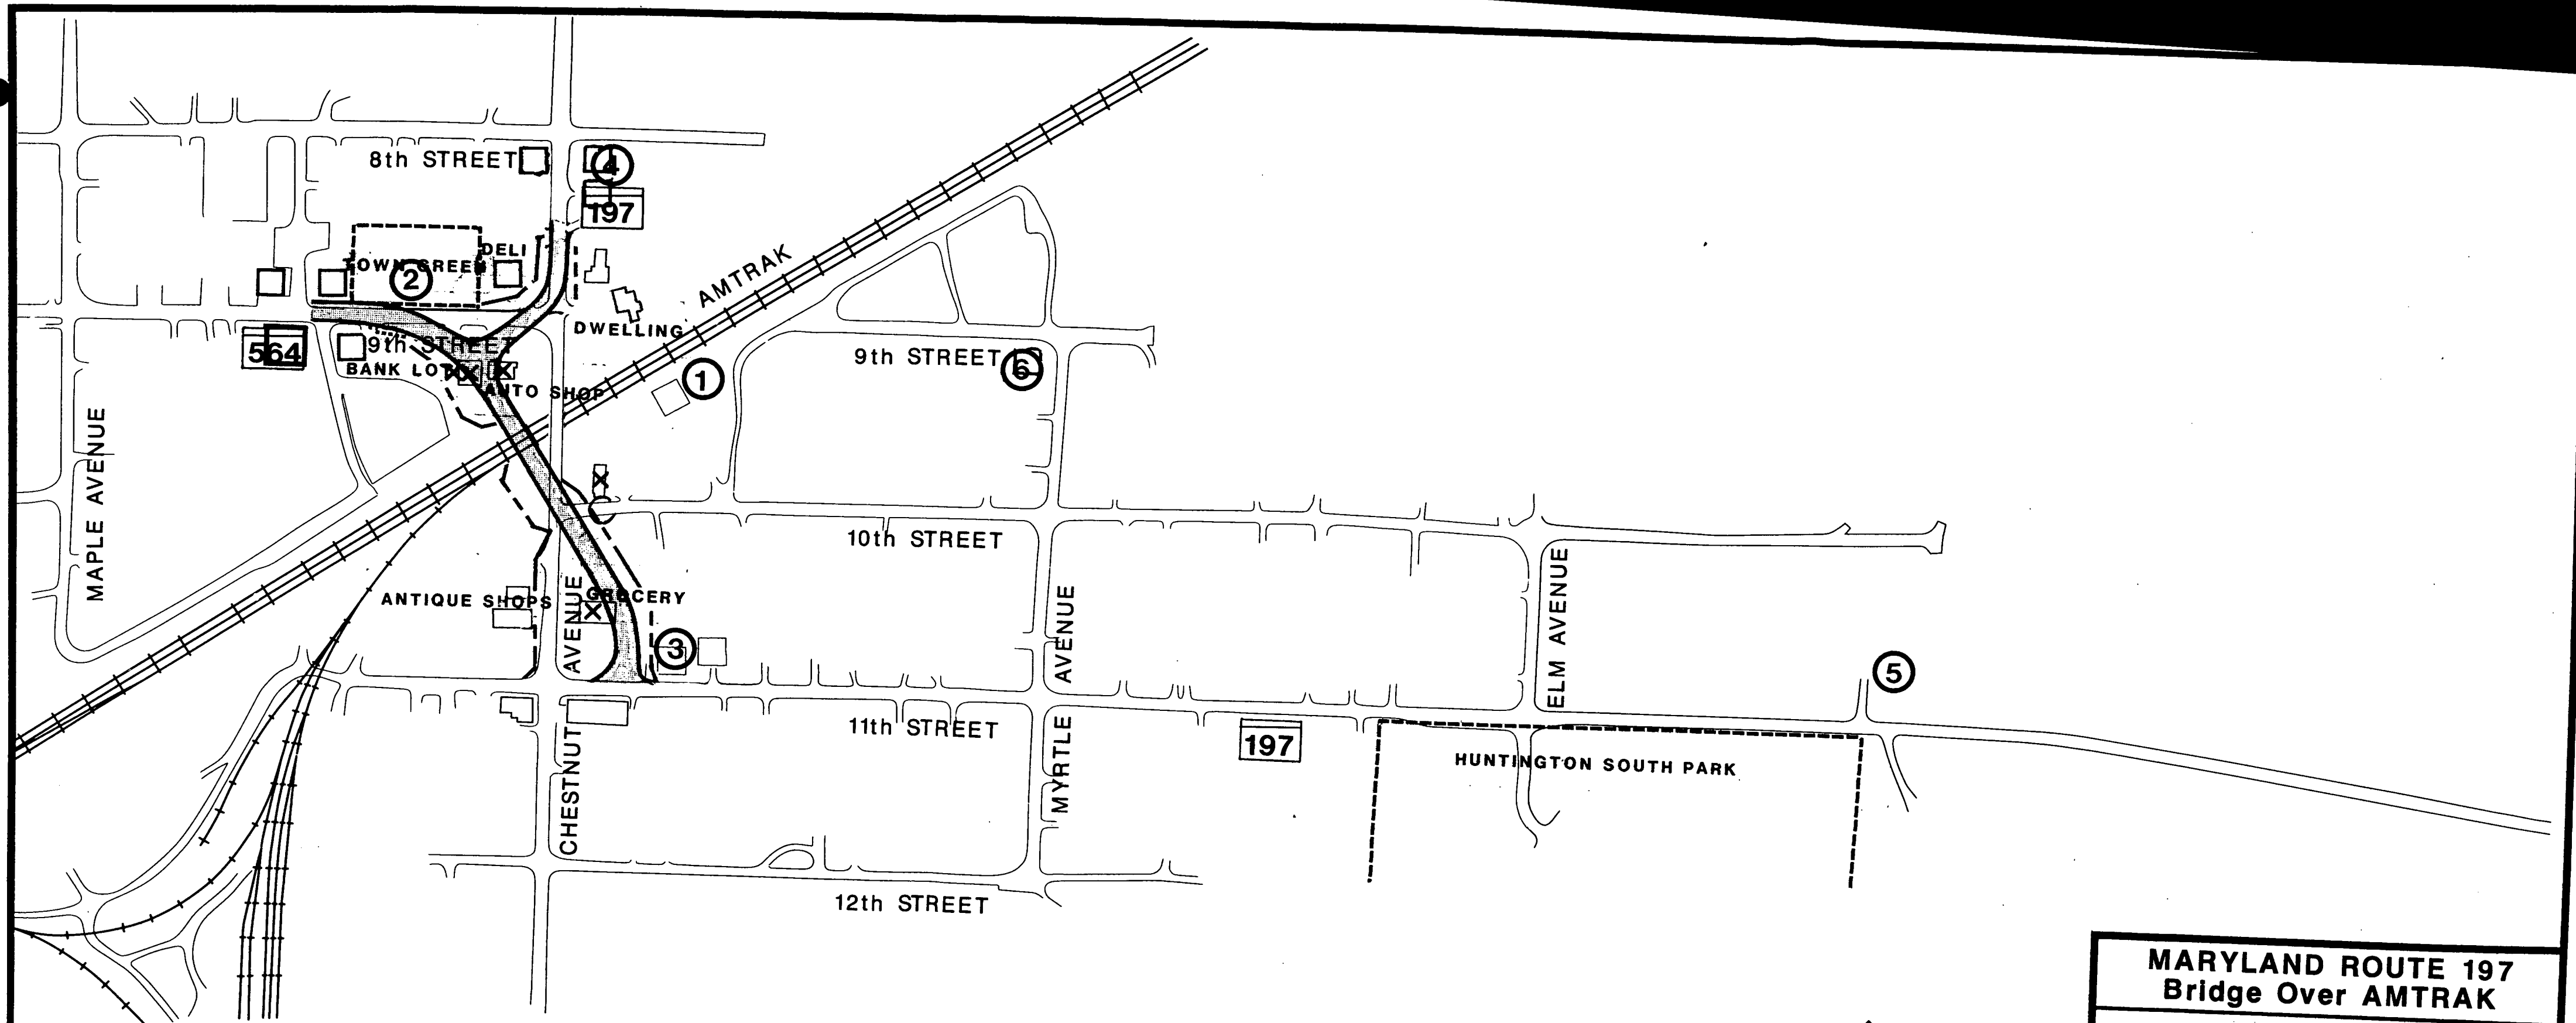 8th STREET
4
197
DELI
TOWN GREEN
2
AMTRAK
DWELLING
564
9th STREET
BANK LOT
AUTO SHOP
1
9th STREET
6
MAPLE AVENUE
10th STREET
ANTIQUE SHOPS
GROCERY
3
CHESTNUT AVENUE
MYRTLE AVENUE
ELM AVENUE
5
11th STREET
197
HUNTINGTON SOUTH PARK
12th STREET
MARYLAND ROUTE 197
Bridge Over AMTRAK